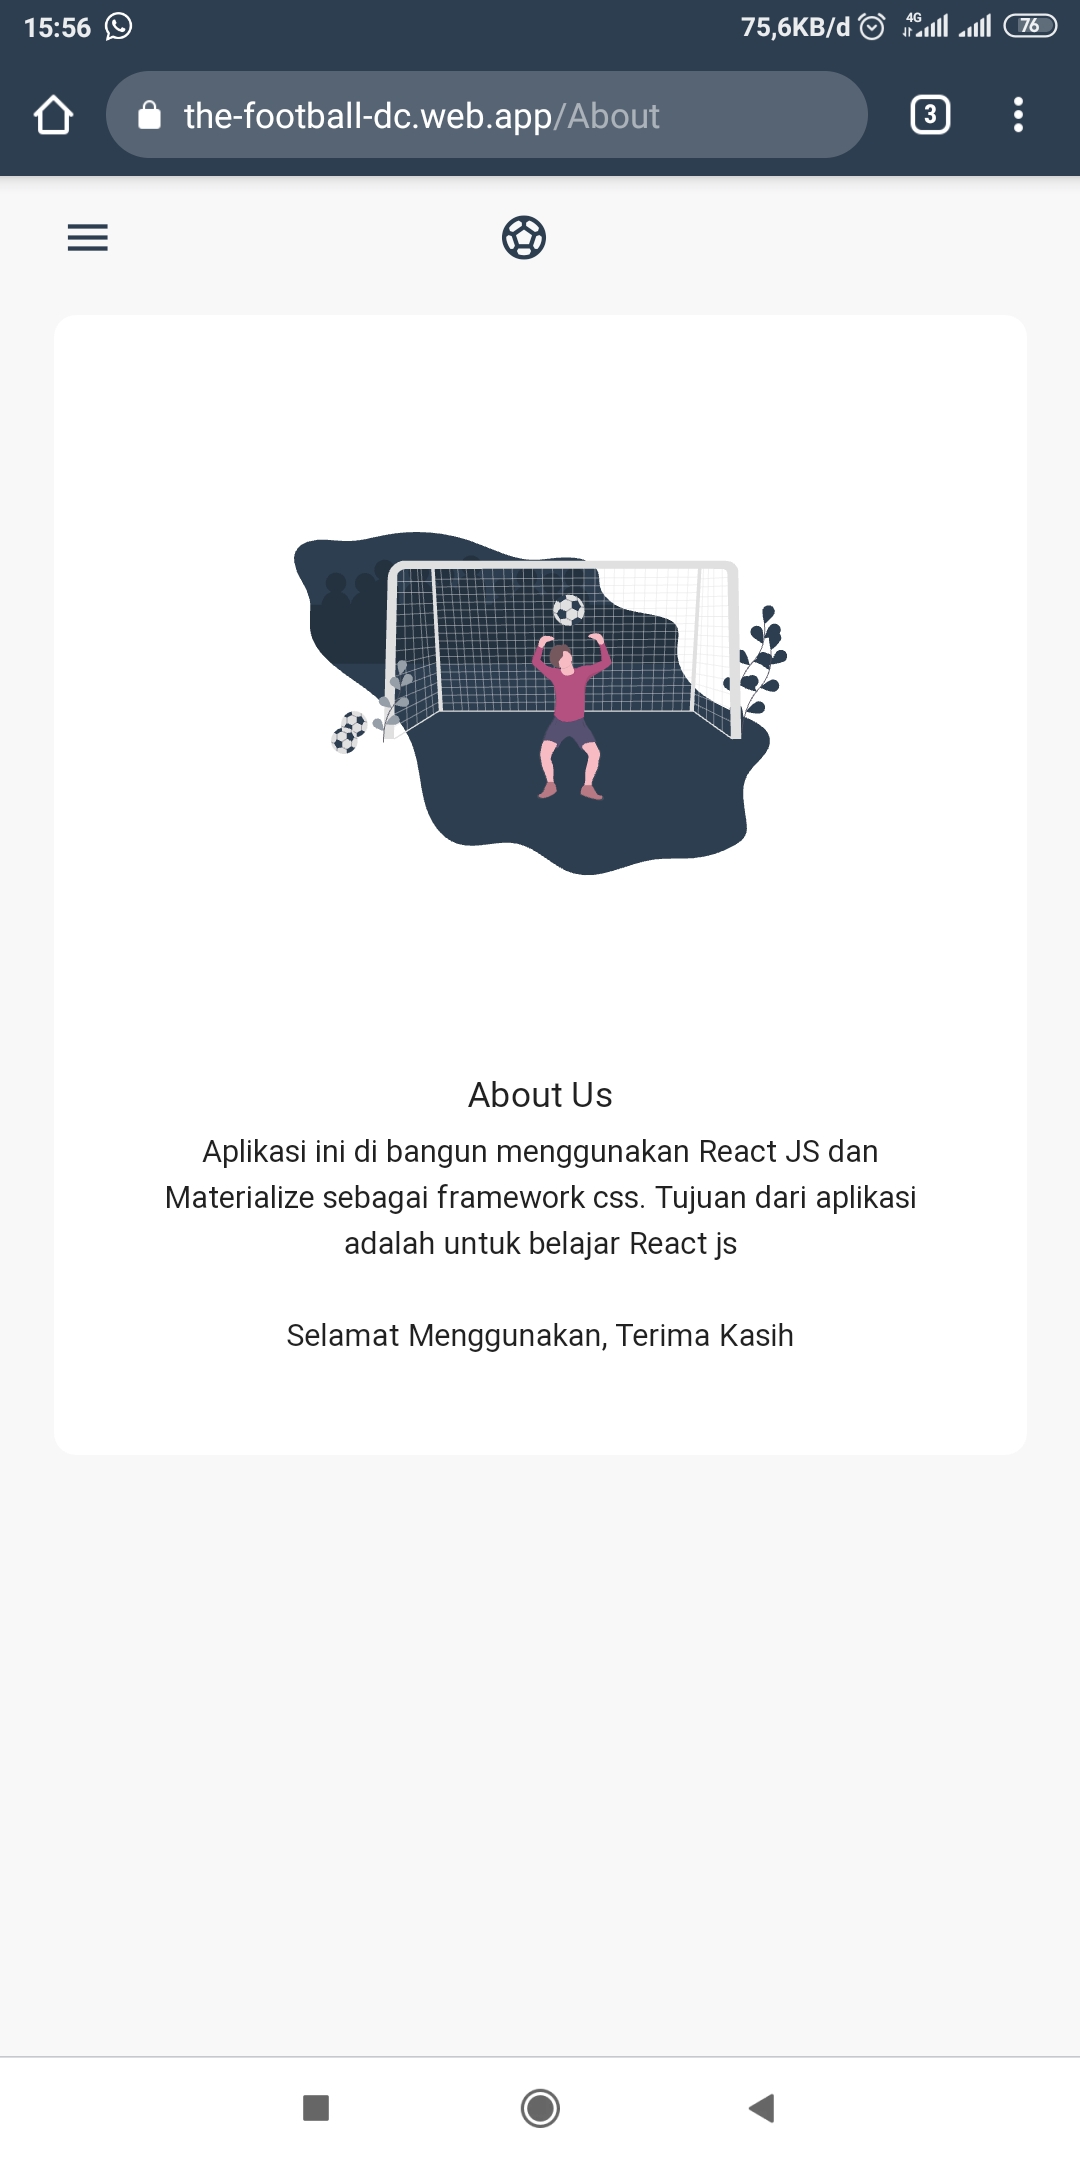 15:56
75,6KB/d
4G
76
the-football-dc.web.app/About
3
About Us
Aplikasi ini di bangun menggunakan React JS dan
Materialize sebagai framework css. Tujuan dari aplikasi
adalah untuk belajar React js
Selamat Menggunakan, Terima Kasih